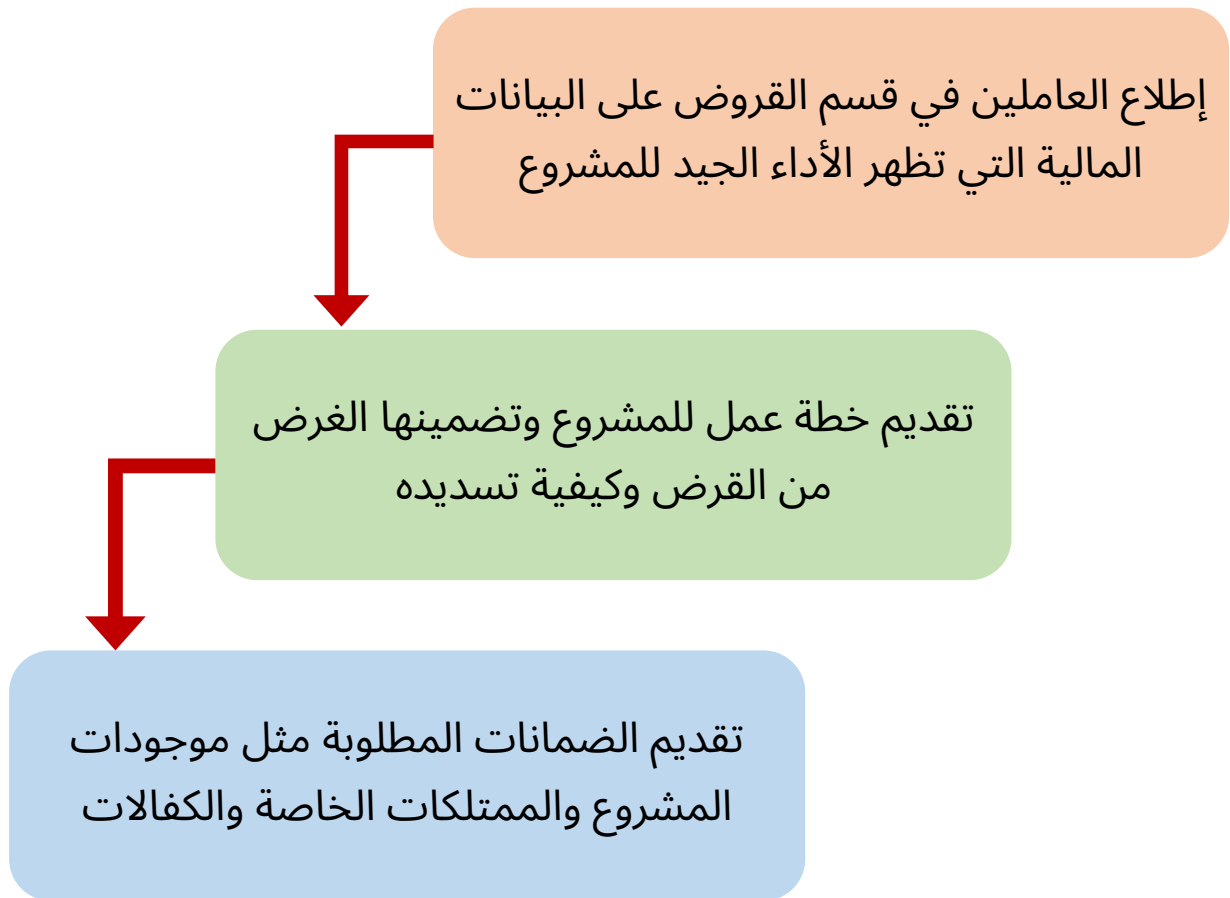 إطلاع العاملين في قسم القروض على البيانات
المالية التي تظهر الأداء الجيد للمشروع
تقديم خطة عمل للمشروع وتضمينها الغرض
من القرض وكيفية تسديده
تقديم الضمانات المطلوبة مثل موجودات
المشروع والممتلكات الخاصة والكفالات